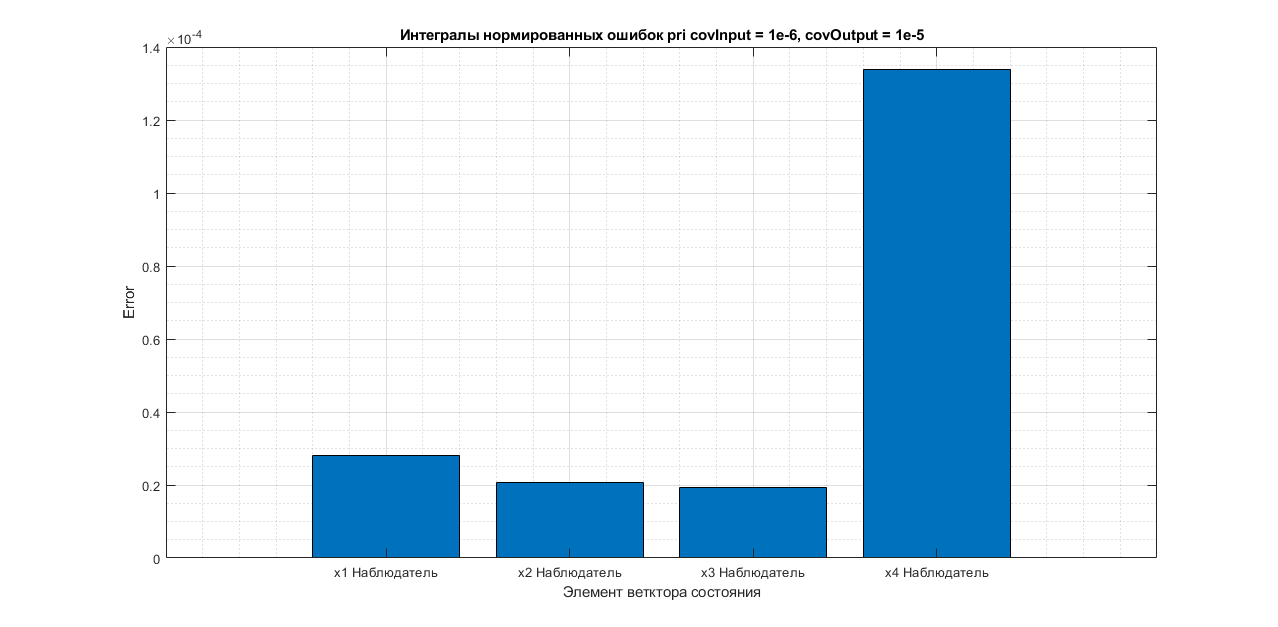 Интегралы нормированных ошибок pri covInput = 1e-6, covOutput = 1e-5
×10⁻⁴
1.4
1.2
1
0.8
0.6
0.4
0.2
0
Error
x1 Наблюдатель
x2 Наблюдатель
x3 Наблюдатель
x4 Наблюдатель
Элемент ветктора состояния